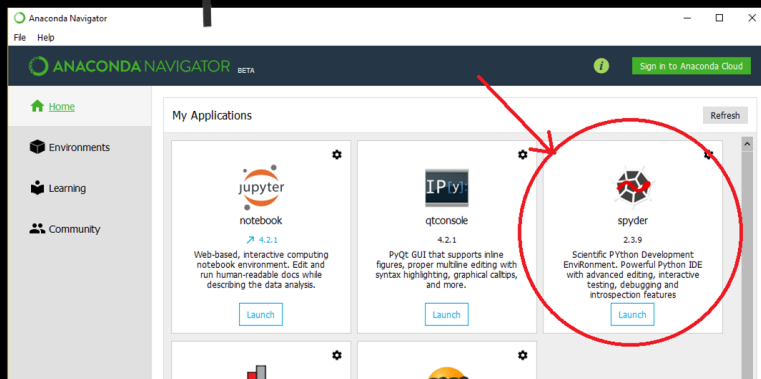 Anaconda Navigator
File Help
ANACONDA NAVIGATOR BETA
i
Sign in to Anaconda Cloud
Home
Environments
Learning
Community
My Applications
Refresh
jupyter
notebook
4.2.1
Web-based, interactive computing
notebook environment. Edit and
run human-readable docs while
describing the data analysis.
Launch
IP[y]:
qtconsole
4.2.1
PyQt GUI that supports inline
figures, proper multiline editing with
syntax highlighting, graphical calltips,
and more.
Launch
spyder
2.3.9
Scientific PYthon Development
EnviRonment. Powerful Python IDE
with advanced editing, interactive
testing, debugging and
introspection features
Launch